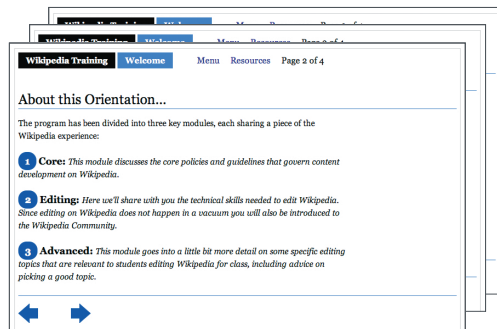 Wikipedia Training Welcome Menu Resources Page 2 of 4
About this Orientation...
The program has been divided into three key modules, each sharing a piece of the
Wikipedia experience:
1 Core: This module discusses the core policies and guidelines that govern content
development on Wikipedia.
2 Editing: Here we'll share with you the technical skills needed to edit Wikipedia.
Since editing on Wikipedia does not happen in a vacuum you will also be introduced to
the Wikipedia Community.
3 Advanced: This module goes into a little bit more detail on some specific editing
topics that are relevant to students editing Wikipedia for class, including advice on
picking a good topic.